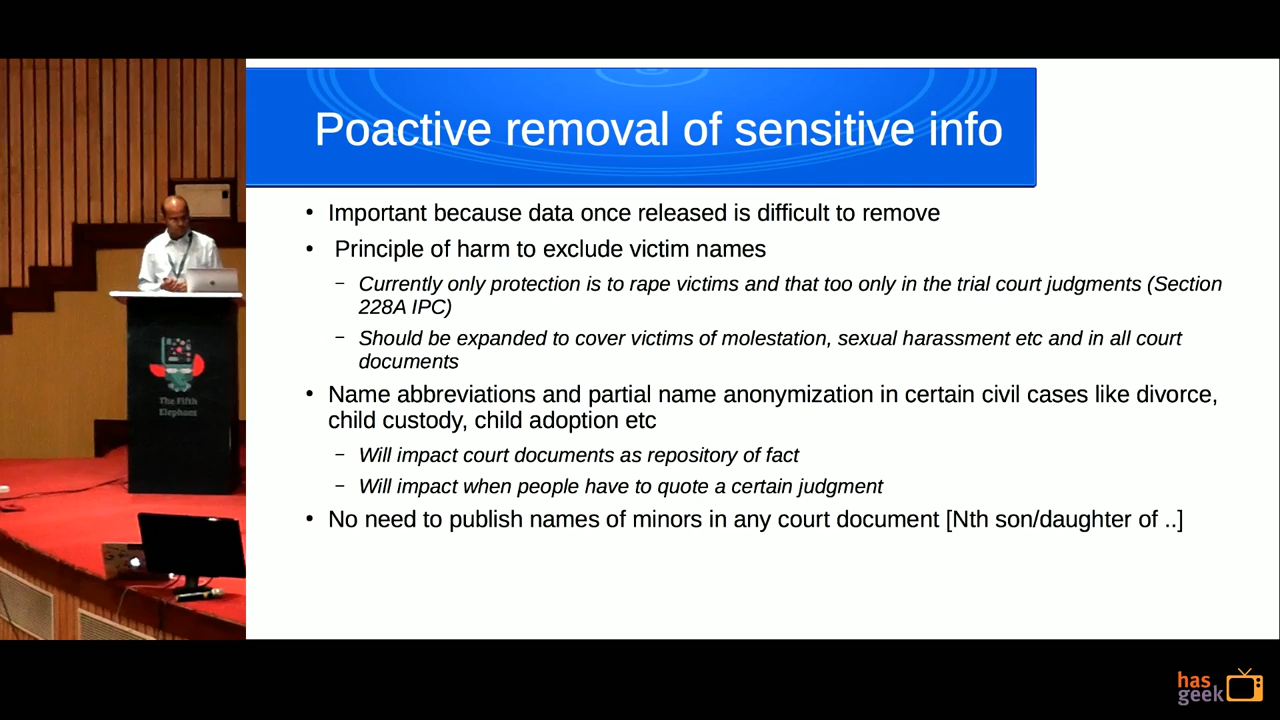 Poactive removal of sensitive info
• Important because data once released is difficult to remove
• Principle of harm to exclude victim names
– Currently only protection is to rape victims and that too only in the trial court judgments (Section
228A IPC)
– Should be expanded to cover victims of molestation, sexual harassment etc and in all court
documents
• Name abbreviations and partial name anonymization in certain civil cases like divorce,
child custody, child adoption etc
– Will impact court documents as repository of fact
– Will impact when people have to quote a certain judgment
• No need to publish names of minors in any court document [Nth son/daughter of ..]
The Fifth
Elephant
has
geek